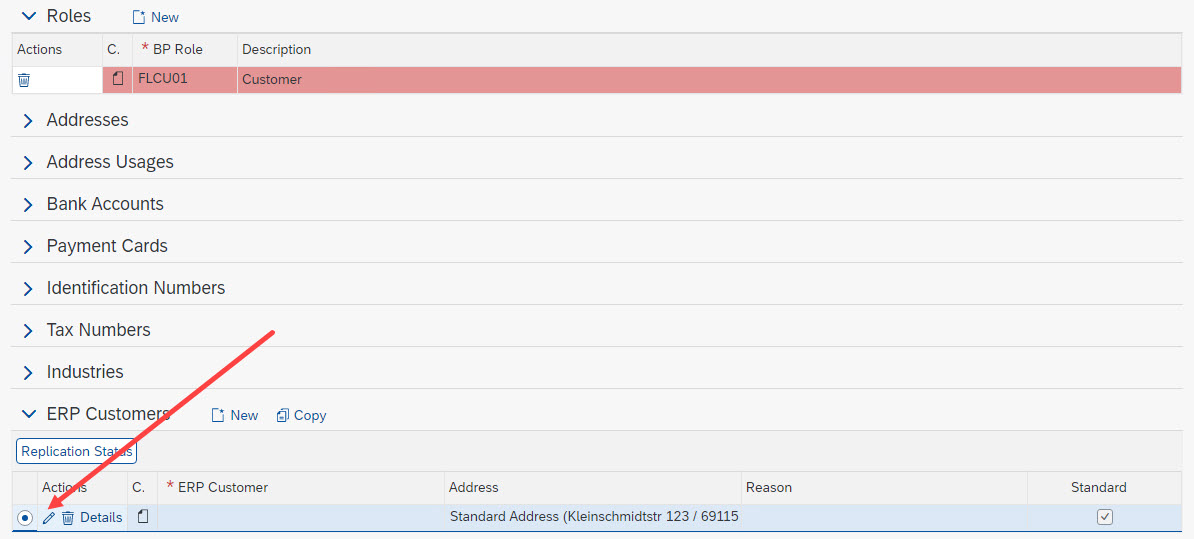 Roles New
Actions C. * BP Role Description
FLCU01 Customer
Addresses
Address Usages
Bank Accounts
Payment Cards
Identification Numbers
Tax Numbers
Industries
ERP Customers New Copy
Replication Status
Actions C. * ERP Customer Address Reason Standard
Details Standard Address (Kleinschmidtstr 123 / 69115